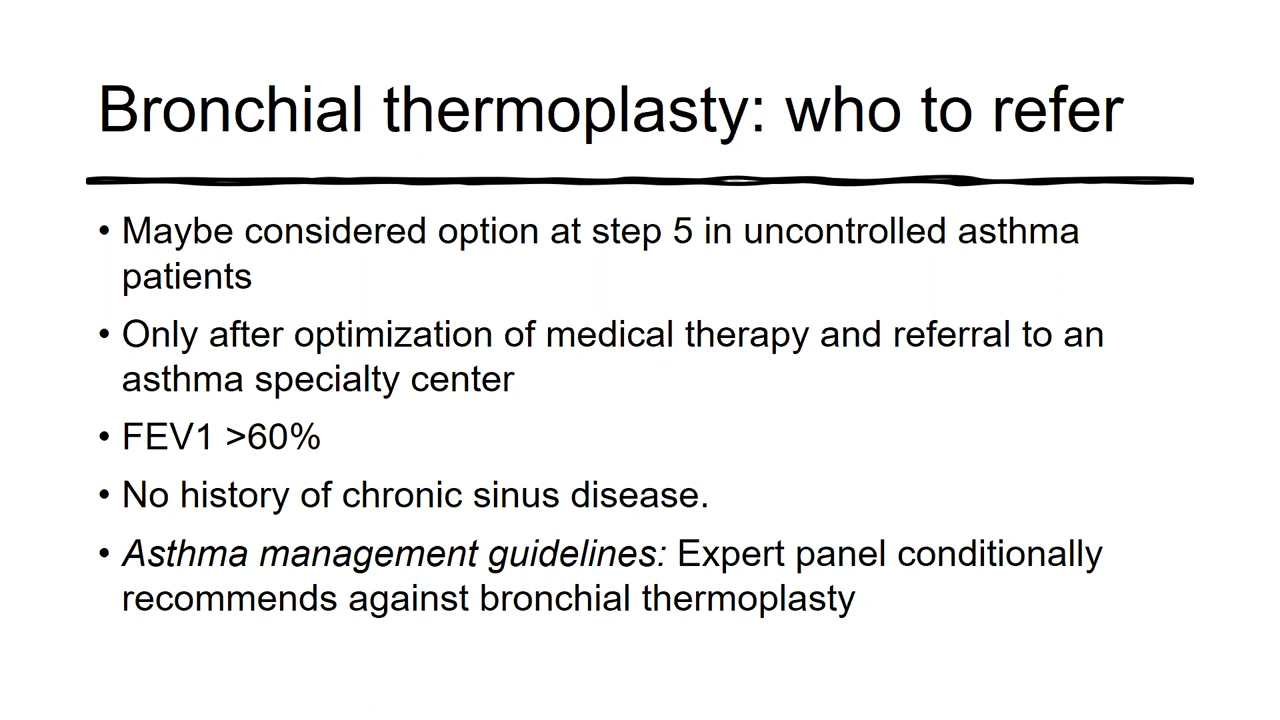 Bronchial thermoplasty: who to refer
• Maybe considered option at step 5 in uncontrolled asthma
patients
• Only after optimization of medical therapy and referral to an
asthma specialty center
• FEV1 >60%
• No history of chronic sinus disease.
• Asthma management guidelines: Expert panel conditionally
recommends against bronchial thermoplasty